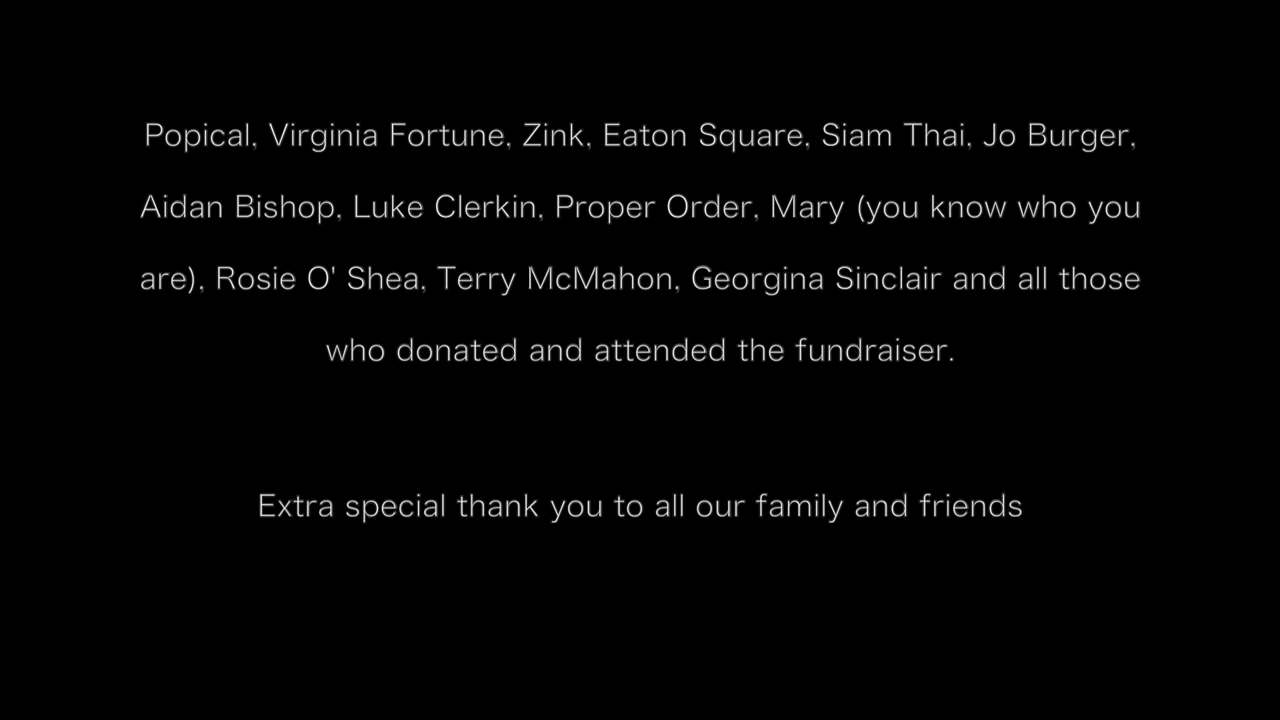 Popical, Virginia Fortune, Zink, Eaton Square, Siam Thai, Jo Burger,
Aidan Bishop, Luke Clerkin, Proper Order, Mary (you know who you
are), Rosie O' Shea, Terry McMahon, Georgina Sinclair and all those
who donated and attended the fundraiser.
Extra special thank you to all our family and friends